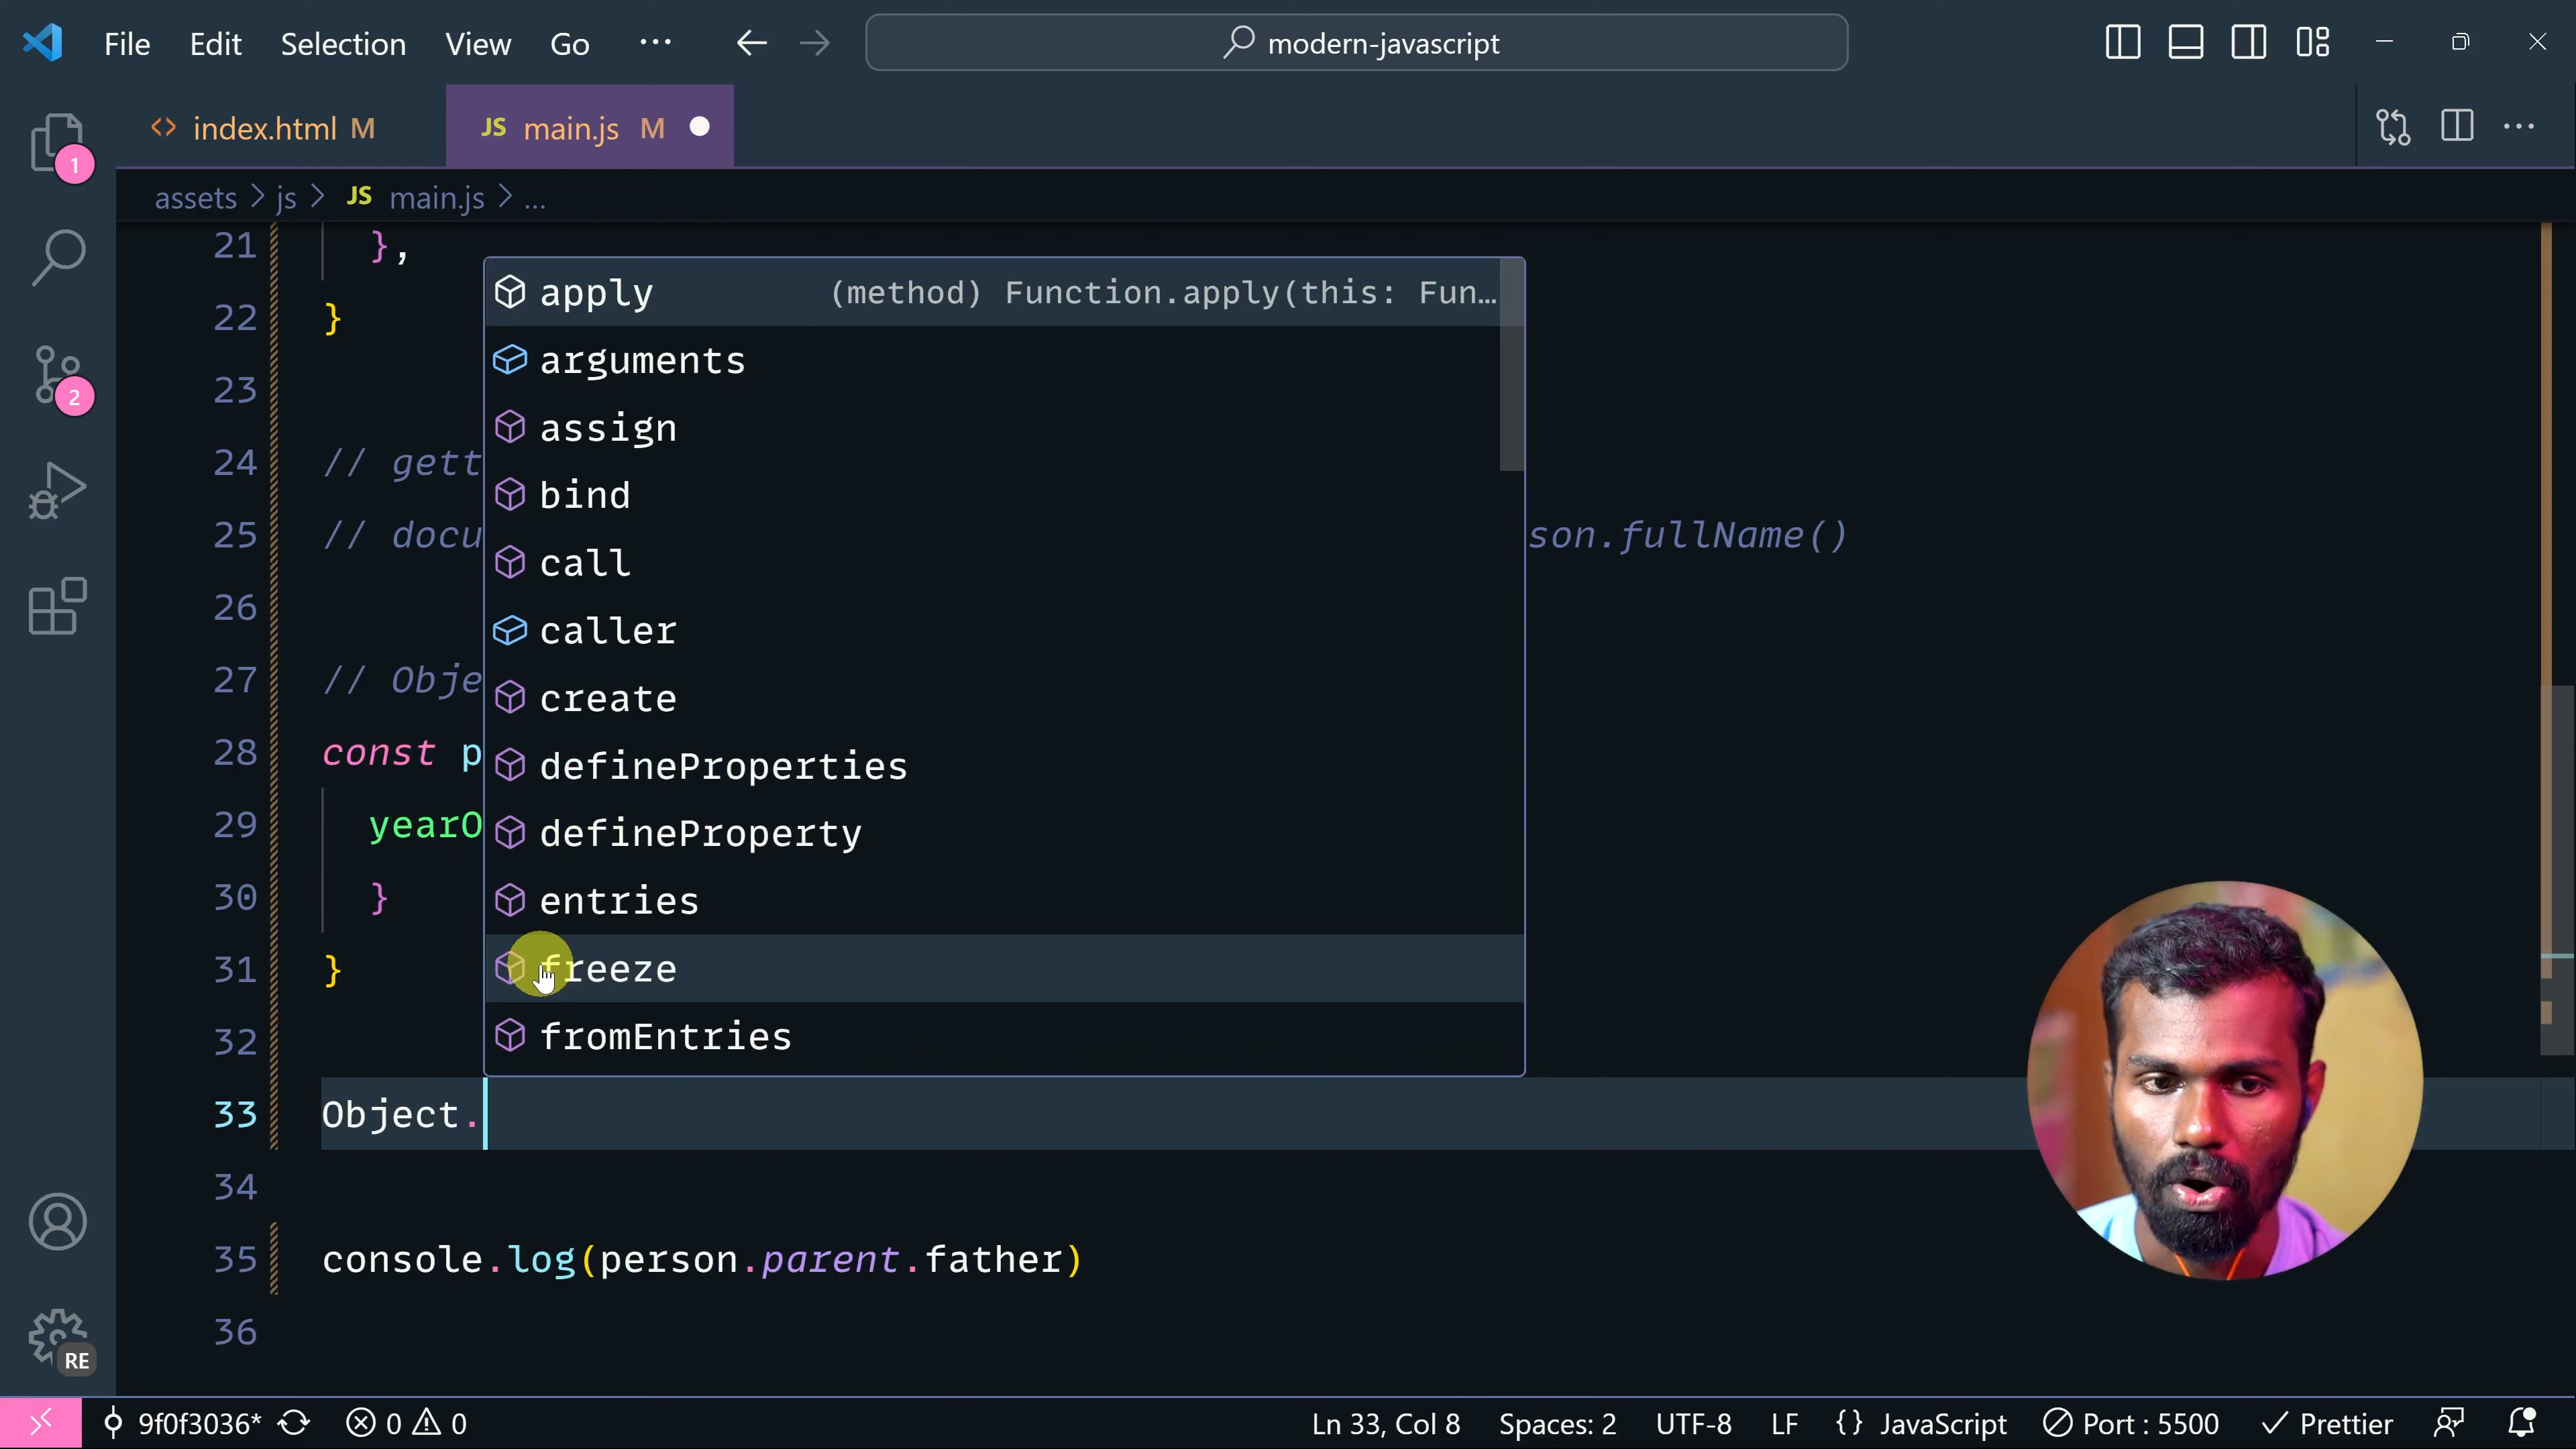 File Edit Selection View Go ... modern-javascript
<> index.html M JS main.js M
assets > js > JS main.js > ...
1
2
21 },
22 }
23
24 // gett
25 // docu son.fullName()
26
27 // Obje
28 const p
29 yearO
30 }
31 }
32
33 Object.
34
35 console.log(person.parent.father)
36
apply (method) Function.apply(this: Fun...
arguments
assign
bind
call
caller
create
defineProperties
defineProperty
entries
freeze
fromEntries
RE
9f0f3036* 0 0 Ln 33, Col 8 Spaces: 2 UTF-8 LF {} JavaScript Port : 5500 Prettier